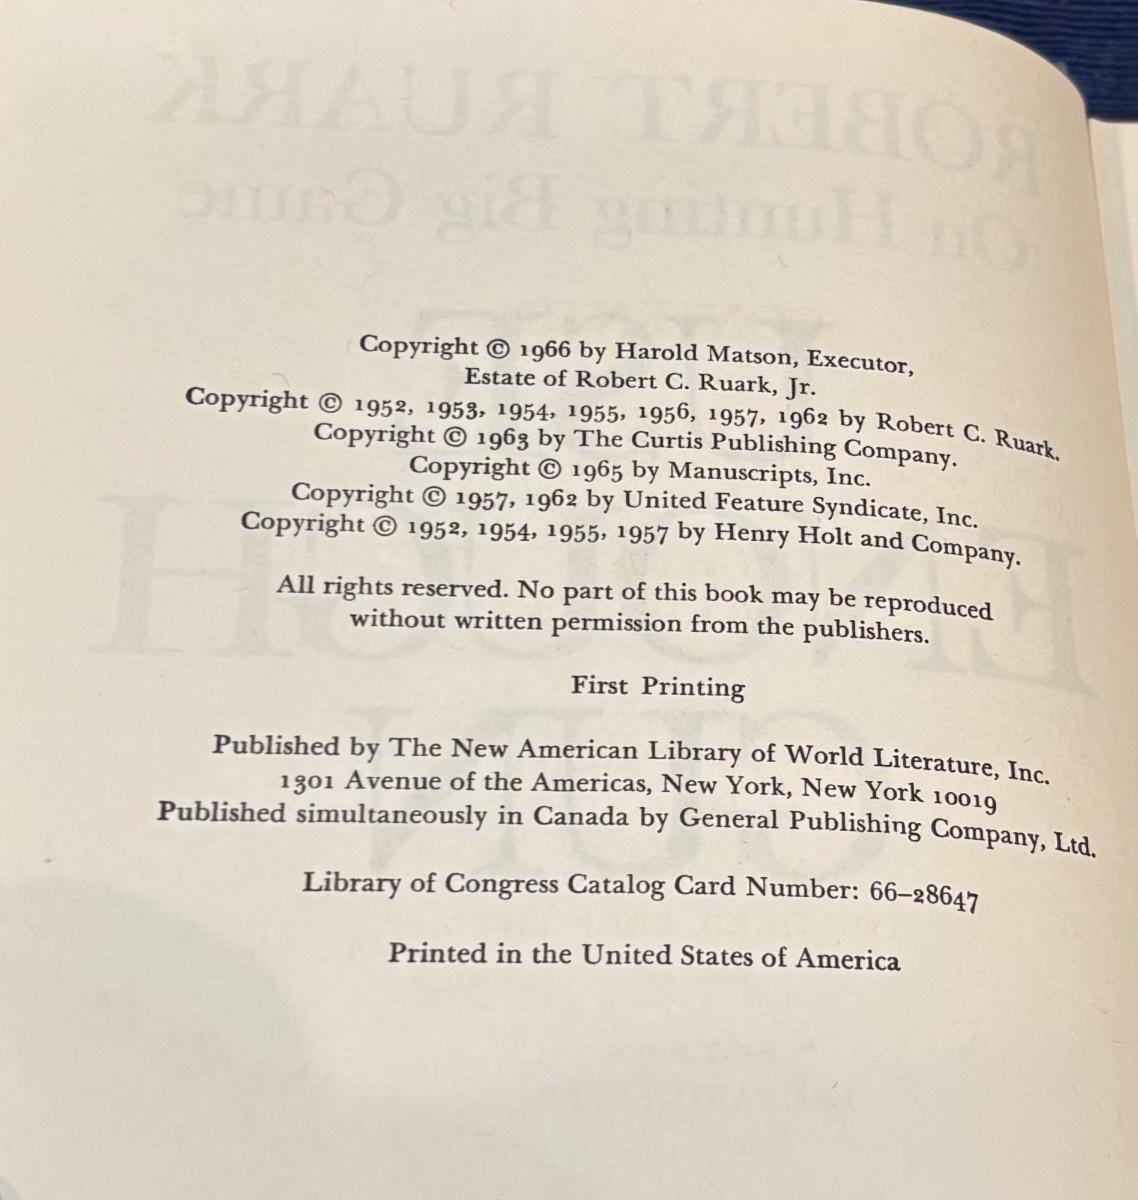 Copyright © 1966 by Harold Matson, Executor,
Estate of Robert C. Ruark, Jr.
Copyright © 1952, 1953, 1954, 1955, 1956, 1957, 1962 by Robert C. Ruark.
Copyright © 1963 by The Curtis Publishing Company.
Copyright © 1965 by Manuscripts, Inc.
Copyright © 1957, 1962 by United Feature Syndicate, Inc.
Copyright © 1952, 1954, 1955, 1957 by Henry Holt and Company.
All rights reserved. No part of this book may be reproduced
without written permission from the publishers.
First Printing
Published by The New American Library of World Literature, Inc.
1301 Avenue of the Americas, New York, New York 10019
Published simultaneously in Canada by General Publishing Company, Ltd.
Library of Congress Catalog Card Number: 66–28647
Printed in the United States of America